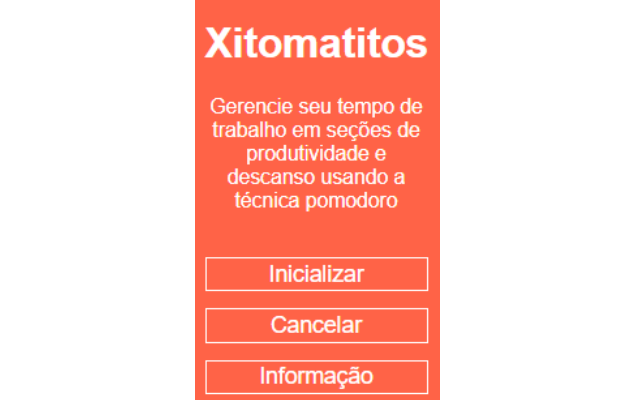 Xitomatitos
Gerencie seu tempo de
trabalho em seções de
produtividade e
descanso usando a
técnica pomodoro
Inicializar
Cancelar
Informação